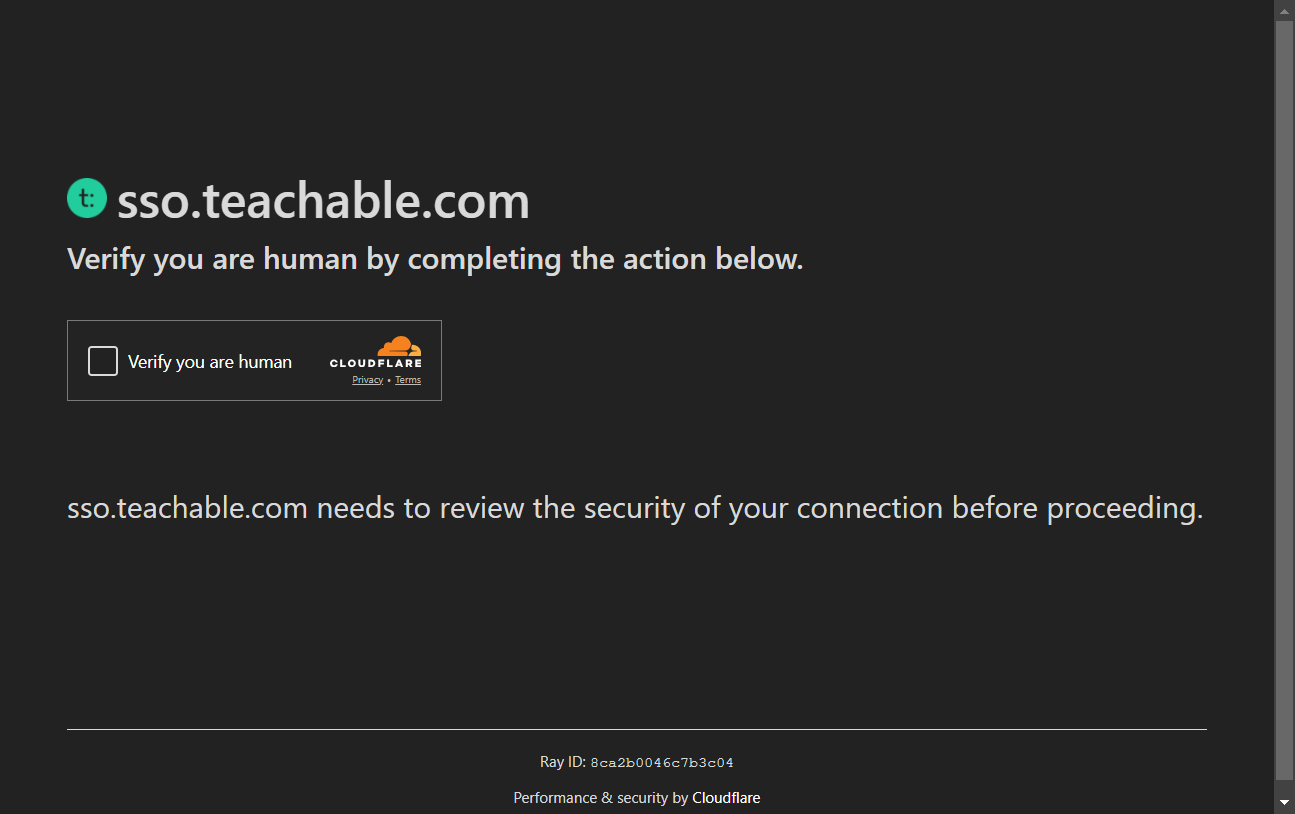 t: sso.teachable.com
Verify you are human by completing the action below.
Verify you are human
CLOUDFLARE
Privacy • Terms
sso.teachable.com needs to review the security of your connection before proceeding.
Ray ID: 8ca2b0046c7b3c04
Performance & security by Cloudflare